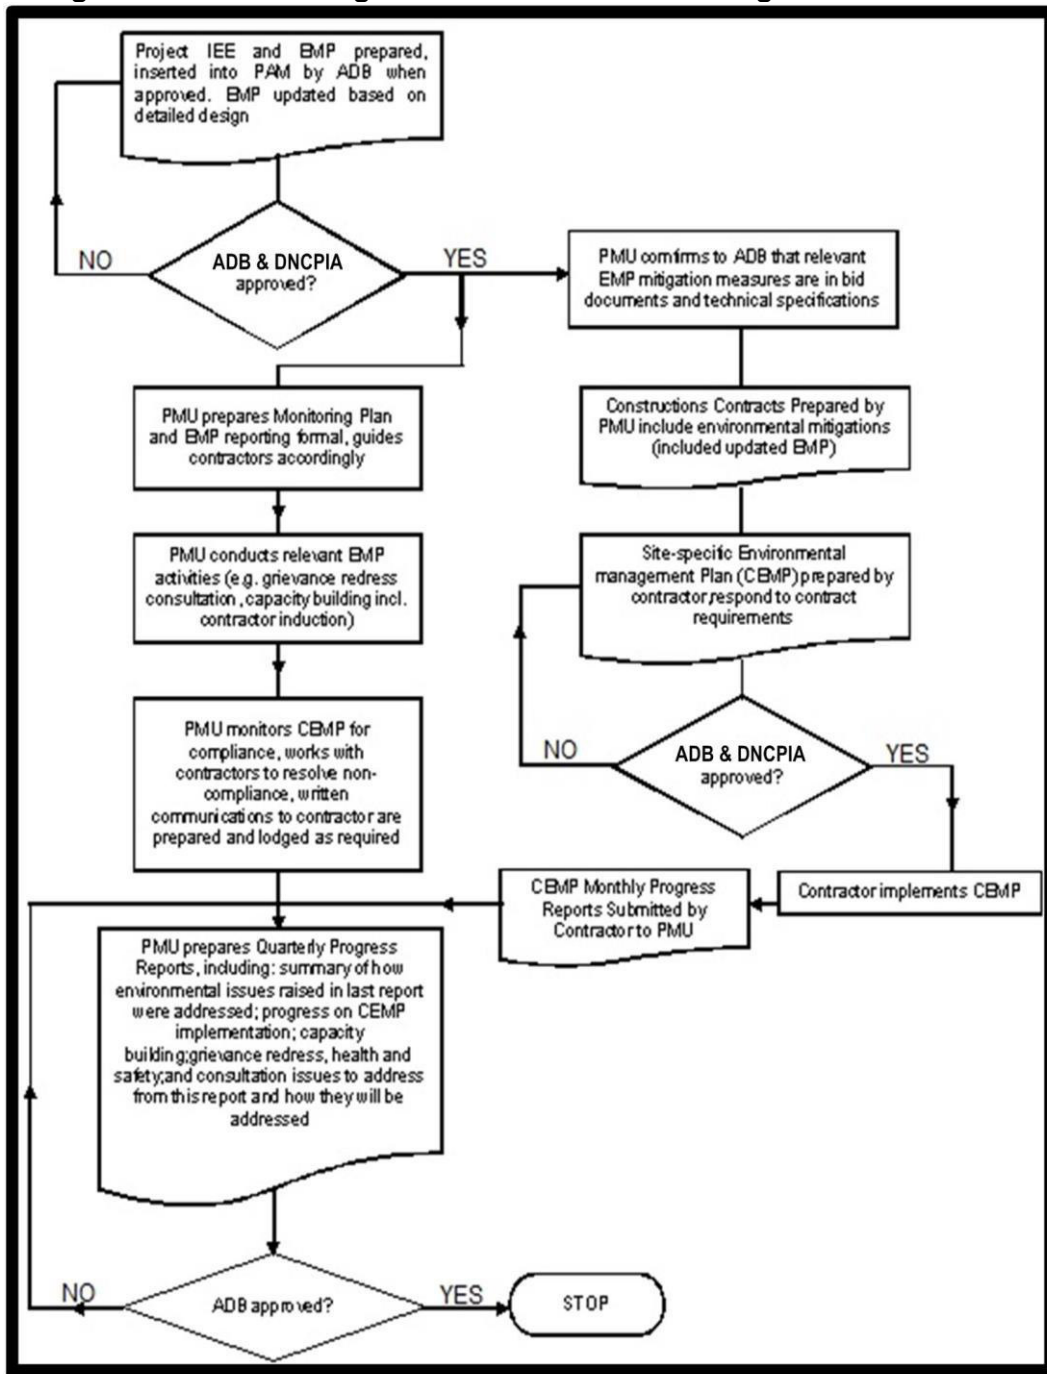 Project IEE and EMP prepared,
inserted into PAM by ADB when
approved. EMP updated based on
detailed design
NO
ADB & DNCPIA
approved?
YES
PMU comfirms to ADB that relevant
EMP mitigation measures are in bid
documents and technical specifications
PMU prepares Monitoring Plan
and EMP reporting formal, guides
contractors accordingly
Constructions Contracts Prepared by
PMU include environmental mitigations
(included updated EMP)
PMU conducts relevant EMP
activities (e.g. grievance redress
consultation ,capacity building incl.
contractor induction)
Site-specific Environmental
management Plan (CEMP) prepared by
contractor,respond to contract
requirements
PMU monitors CEMP for
compliance, works with
contractors to resolve non-
compliance, written
communications to contractor are
prepared and lodged as required
NO
ADB & DNCPIA
approved?
YES
CEMP Monthly Progress
Reports Submitted by
Contractor to PMU
Contractor implements CEMP
PMU prepares Quarterly Progress
Reports, including: summary of how
environmental issues raised in last report
were addressed; progress on CEMP
implementation; capacity
building;grievance redress, health and
safety;and consultation issues to address
from this report and how they will be
addressed
NO
ADB approved?
YES
STOP